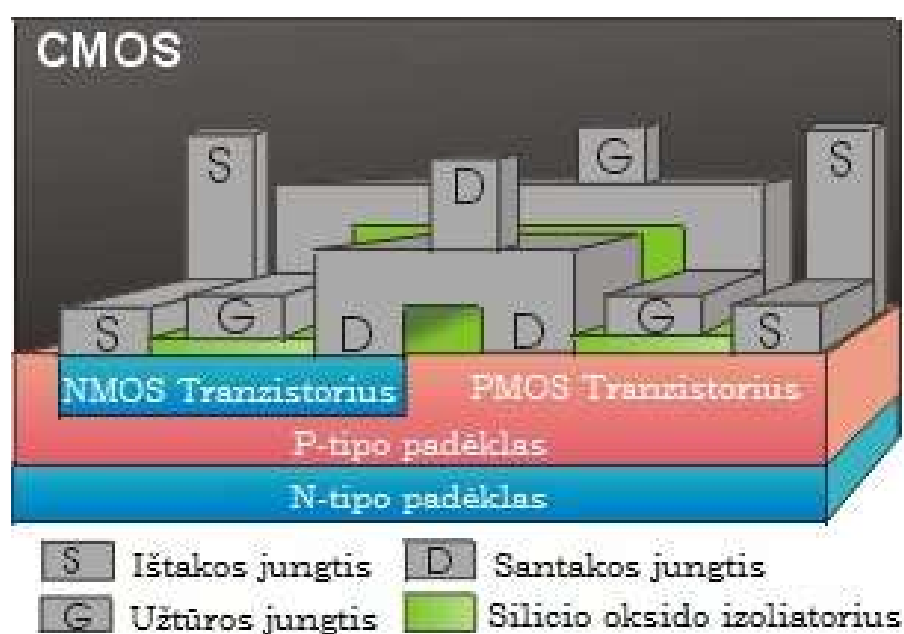 CMOS
S
G
S
D
S
G
D
D
G
S
NMOS Tranzistorius
PMOS Tranzistorius
P-tipo padėklas
N-tipo padėklas
S Ištakos jungtis
D Santakos jungtis
G Užtūros jungtis
Silicio oksido izoliatorius